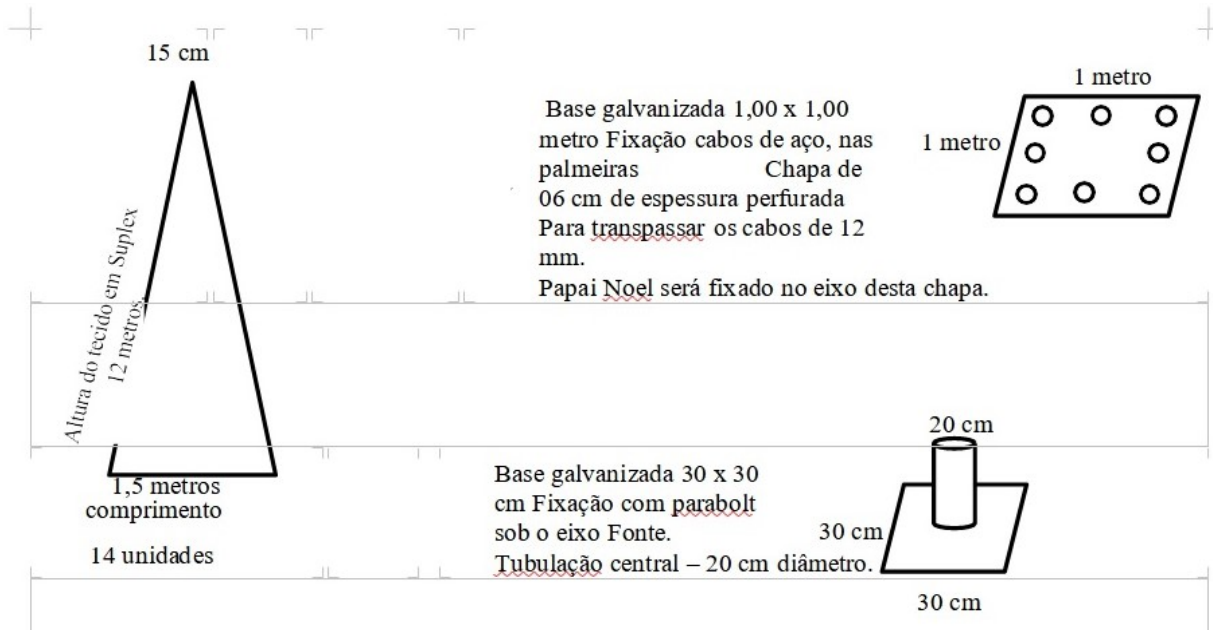 15 cm
Altura do tecido em Suplex
12 metros.
1,5 metros
comprimento
14 unidades
Base galvanizada 1,00 x 1,00
metro Fixação cabos de aço, nas
palmeiras Chapa de
06 cm de espessura perfurada
Para transpassar os cabos de 12
mm.
Papai Noel será fixado no eixo desta chapa.
1 metro
1 metro
Base galvanizada 30 x 30
cm Fixação com parabolt
sob o eixo Fonte.
Tubulação central – 20 cm diâmetro.
20 cm
30 cm
30 cm